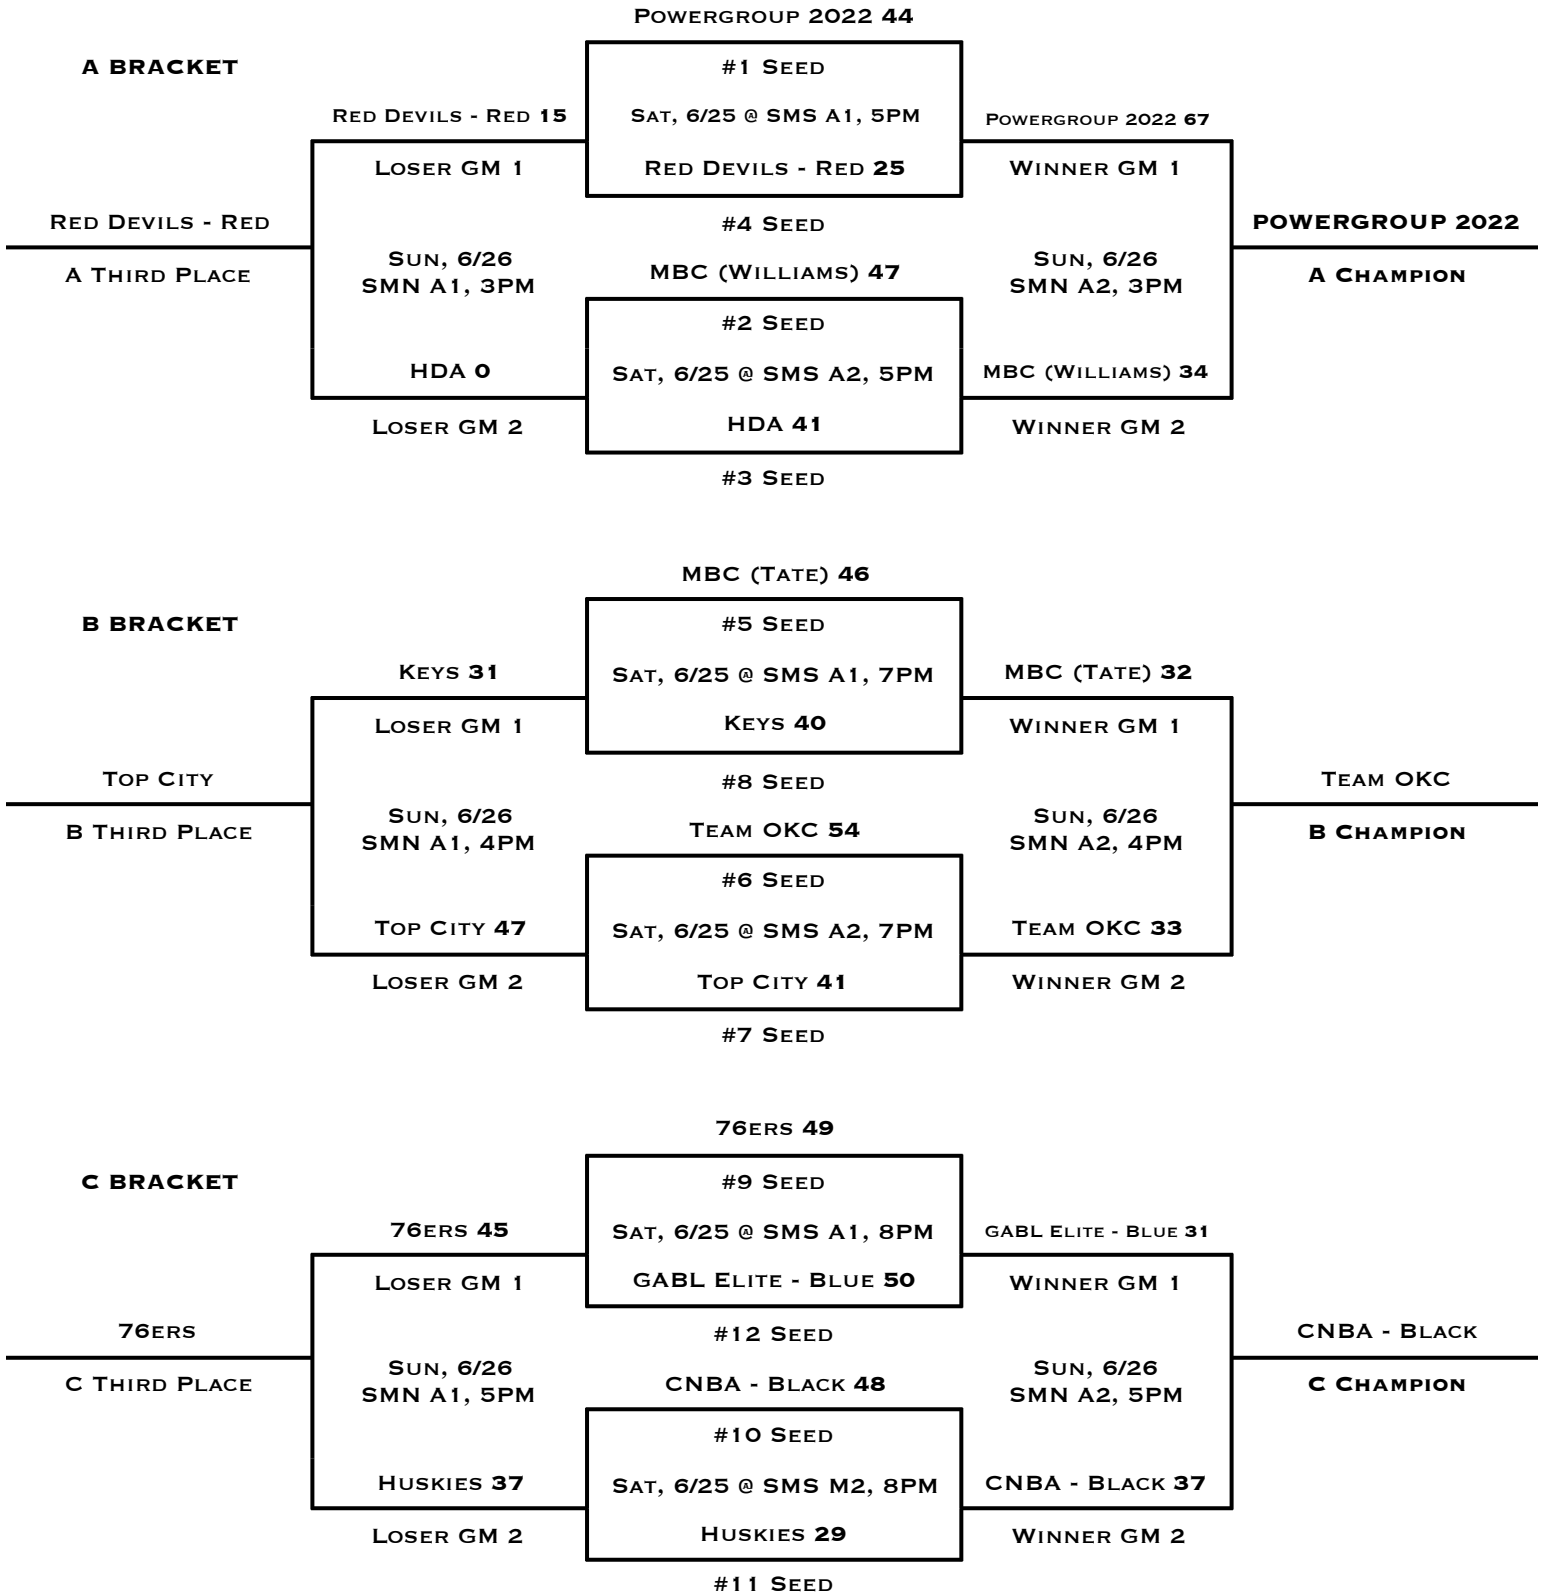 Powergroup 2022 44
A BRACKET
#1 Seed
Red Devils - Red 15
Sat, 6/25 @ SMS A1, 5PM
Powergroup 2022 67
Loser GM 1
Red Devils - Red 25
Winner GM 1
Red Devils - Red
#4 Seed
POWERGROUP 2022
A Third Place
Sun, 6/26
SMN A1, 3PM
MBC (Williams) 47
Sun, 6/26
SMN A2, 3PM
A Champion
#2 Seed
HDA 0
Sat, 6/25 @ SMS A2, 5PM
MBC (Williams) 34
Loser GM 2
HDA 41
Winner GM 2
#3 Seed
MBC (Tate) 46
B BRACKET
#5 Seed
Keys 31
Sat, 6/25 @ SMS A1, 7PM
MBC (Tate) 32
Loser GM 1
Keys 40
Winner GM 1
Top City
#8 Seed
Team OKC
B Third Place
Sun, 6/26
SMN A1, 4PM
Team OKC 54
Sun, 6/26
SMN A2, 4PM
B Champion
#6 Seed
Top City 47
Sat, 6/25 @ SMS A2, 7PM
Team OKC 33
Loser GM 2
Top City 41
Winner GM 2
#7 Seed
76ers 49
C BRACKET
#9 Seed
76ers 45
Sat, 6/25 @ SMS A1, 8PM
GABL Elite - Blue 31
Loser GM 1
GABL Elite - Blue 50
Winner GM 1
76ers
#12 Seed
CNBA - Black
C Third Place
Sun, 6/26
SMN A1, 5PM
CNBA - Black 48
Sun, 6/26
SMN A2, 5PM
C Champion
#10 Seed
Huskies 37
Sat, 6/25 @ SMS M2, 8PM
CNBA - Black 37
Loser GM 2
Huskies 29
Winner GM 2
#11 Seed